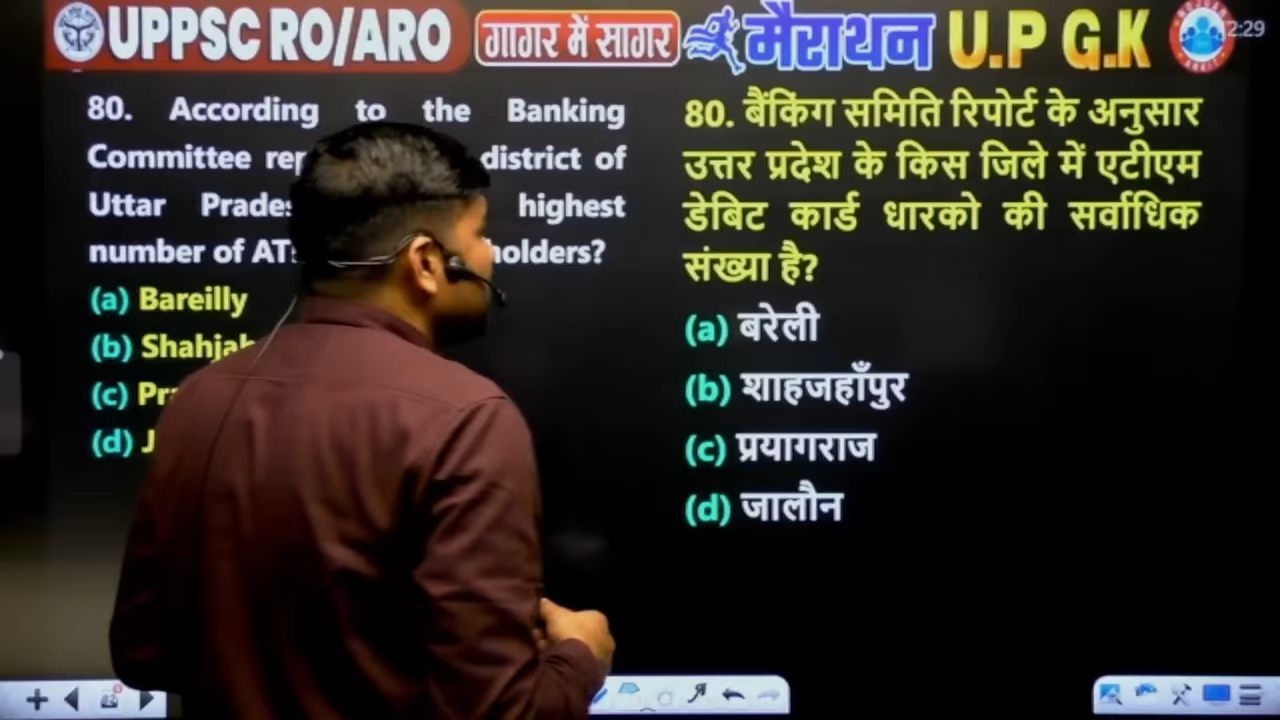 UPPSC RO/ARO गागर में सागर मैराथन U.P G.K
2:29
80. According to the Banking
Committee district of
Uttar highest
number of
(a) Bareilly
(b)
(c)
(d)
80. बैंकिंग समिति रिपोर्ट के अनुसार
उत्तर प्रदेश के किस जिले में एटीएम
डेबिट कार्ड धारको की सर्वाधिक
संख्या है?
(a) बरेली
(b) शाहजहाँपुर
(c) प्रयागराज
(d) जालौन